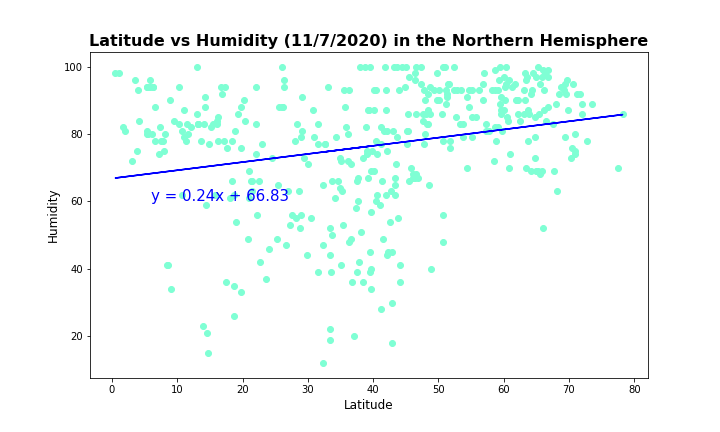 Latitude vs Humidity (11/7/2020) in the Northern Hemisphere
100
80
60
40
20
Humidity
y = 0.24x + 66.83
0 10 20 30 40 50 60 70 80
Latitude